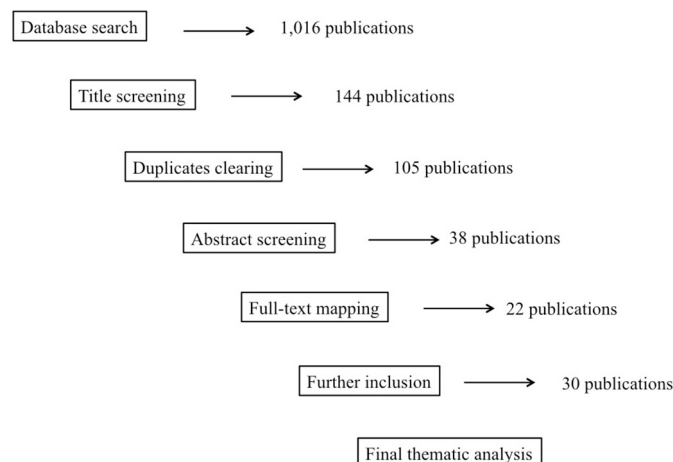 Database search 1,016 publications
Title screening 144 publications
Duplicates clearing 105 publications
Abstract screening 38 publications
Full-text mapping 22 publications
Further inclusion 30 publications
Final thematic analysis